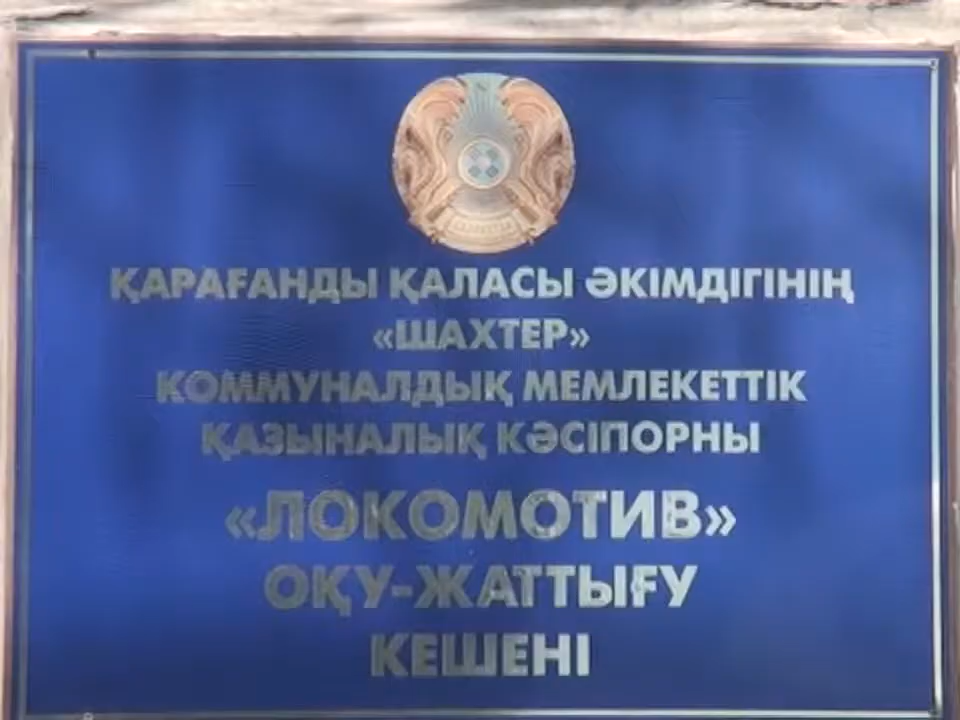 ҚАРАҒАНДЫ ҚАЛАСЫ ӘКІМДІГІНІҢ
«ШАХТЕР»
КОММУНАЛДЫҚ МЕМЛЕКЕТТІК
ҚАЗЫНАЛЫҚ КӘСІПОРНЫ
«ЛОКОМОТИВ»
ОҚУ-ЖАТТЫҒУ
КЕШЕНІ